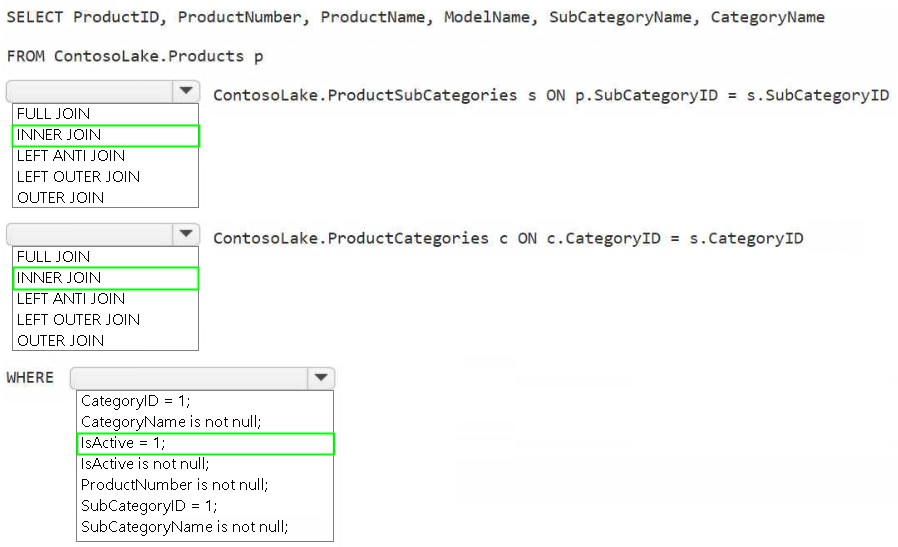 SELECT ProductID, ProductNumber, ProductName, ModelName, SubCategoryName, CategoryName
FROM ContosoLake.Products p
ContosoLake.ProductSubCategories s ON p.SubCategoryID = s.SubCategoryID
FULL JOIN
INNER JOIN
LEFT ANTI JOIN
LEFT OUTER JOIN
OUTER JOIN
ContosoLake.ProductCategories c ON c.CategoryID = s.CategoryID
FULL JOIN
INNER JOIN
LEFT ANTI JOIN
LEFT OUTER JOIN
OUTER JOIN
WHERE
CategoryID = 1;
CategoryName is not null;
IsActive = 1;
IsActive is not null;
ProductNumber is not null;
SubCategoryID = 1;
SubCategoryName is not null;